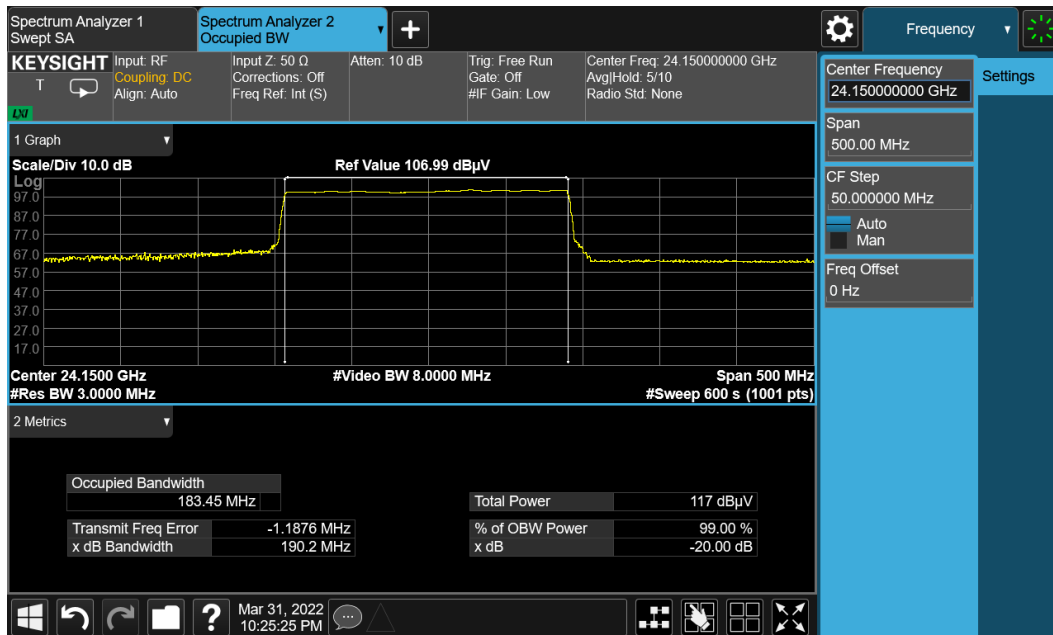 Spectrum Analyzer 1
Swept SA
Spectrum Analyzer 2
Occupied BW
Frequency
KEYSIGHT
T
LXI
Input: RF
Coupling: DC
Align: Auto
Input Z: 50 Ω
Corrections: Off
Freq Ref: Int (S)
Atten: 10 dB
Trig: Free Run
Gate: Off
#IF Gain: Low
Center Freq: 24.150000000 GHz
Avg|Hold: 5/10
Radio Std: None
Center Frequency
24.150000000 GHz
Settings
Span
500.00 MHz
CF Step
50.000000 MHz
Auto
Man
Freq Offset
0 Hz
1 Graph
Scale/Div 10.0 dB
Ref Value 106.99 dBµV
Log
97.0
87.0
77.0
67.0
57.0
47.0
37.0
27.0
17.0
Center 24.1500 GHz
#Video BW 8.0000 MHz
Span 500 MHz
#Res BW 3.0000 MHz
#Sweep 600 s (1001 pts)
2 Metrics
Occupied Bandwidth
183.45 MHz
Total Power 117 dBµV
Transmit Freq Error -1.1876 MHz
% of OBW Power 99.00 %
x dB Bandwidth 190.2 MHz
x dB -20.00 dB
?
Mar 31, 2022
10:25:25 PM